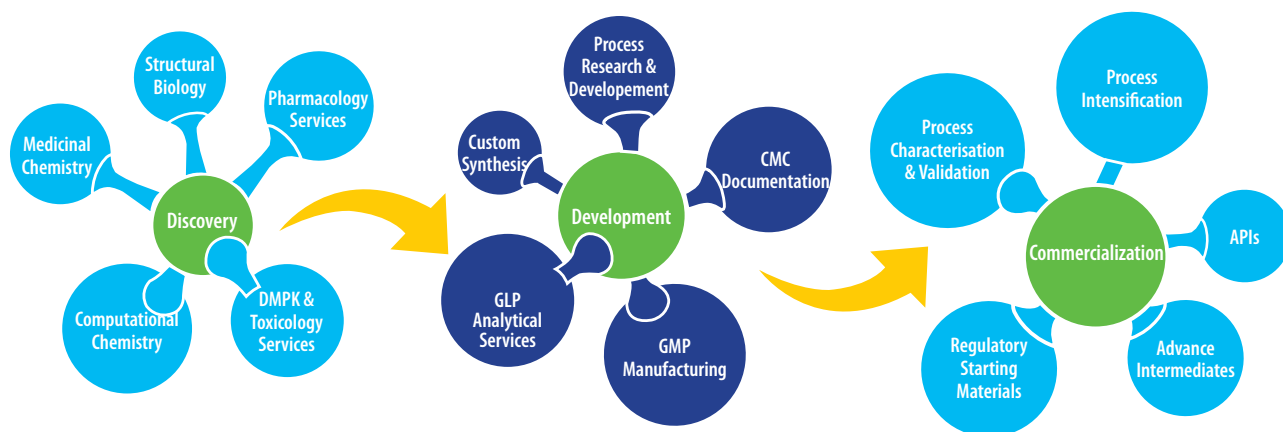 Structural
Biology
Pharmacology
Services
Medicinal
Chemistry
Discovery
Computational
Chemistry
DMPK &
Toxicology
Services
Process
Research &
Developement
Custom
Synthesis
CMC
Documentation
Development
GLP
Analytical
Services
GMP
Manufacturing
Process
Intensification
Process
Characterisation
& Validation
APIs
Commercialization
Regulatory
Starting
Materials
Advance
Intermediates